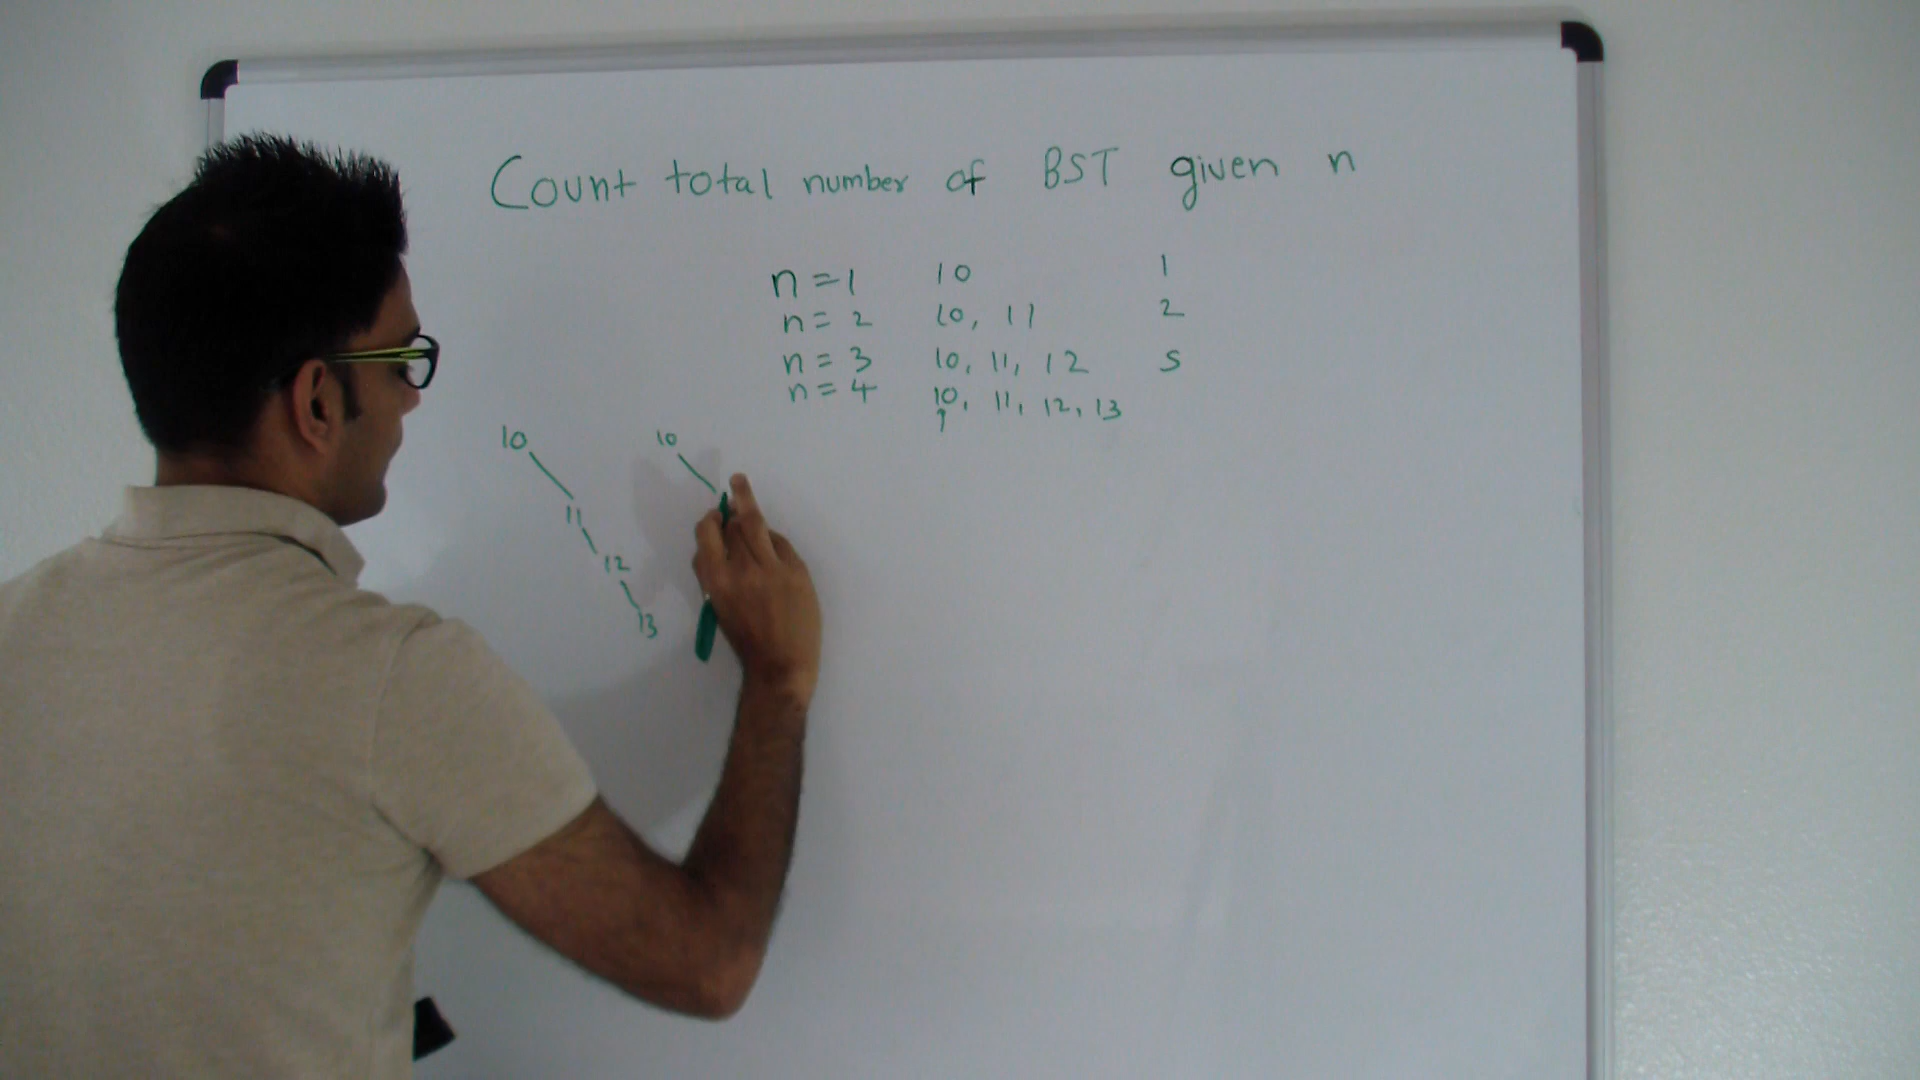 Count total number of BST given n
n = 1 10 1
n = 2 10, 11 2
n = 3 10, 11, 12 5
n = 4 10, 11, 12, 13
10
11
12
13
10